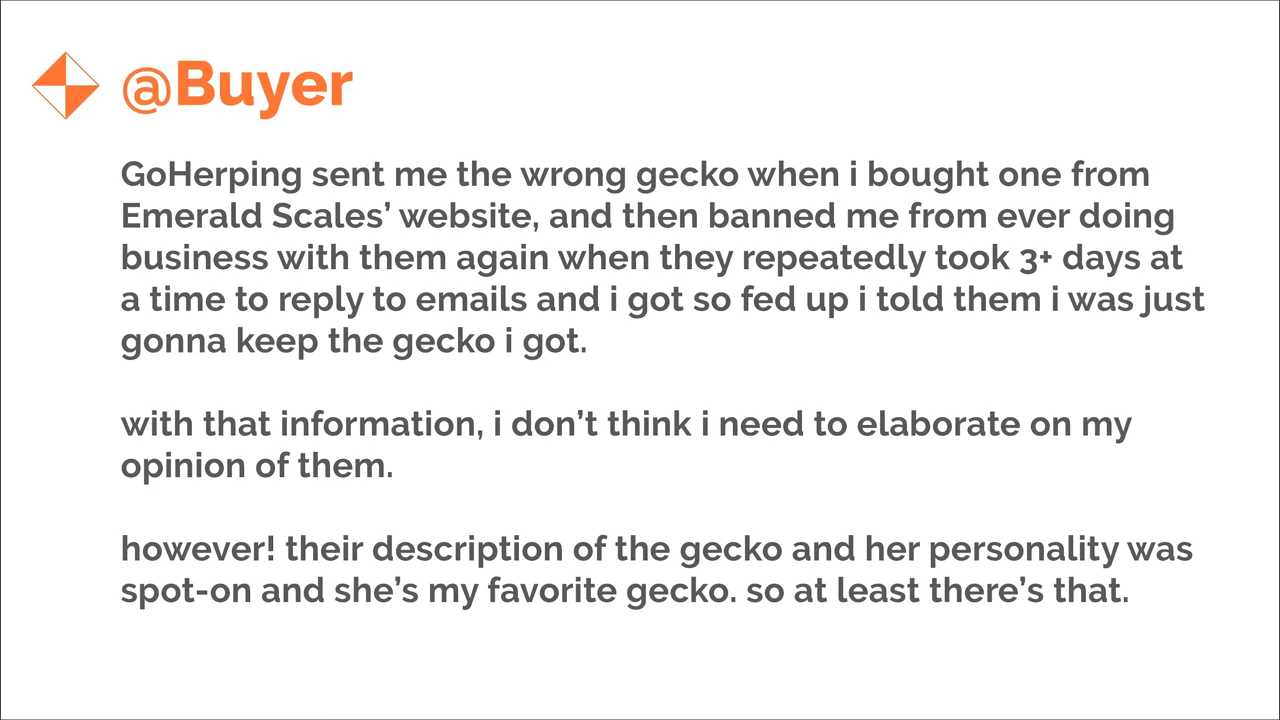 @Buyer
GoHerping sent me the wrong gecko when i bought one from
Emerald Scales’ website, and then banned me from ever doing
business with them again when they repeatedly took 3+ days at
a time to reply to emails and i got so fed up i told them i was just
gonna keep the gecko i got.
with that information, i don’t think i need to elaborate on my
opinion of them.
however! their description of the gecko and her personality was
spot-on and she’s my favorite gecko. so at least there’s that.